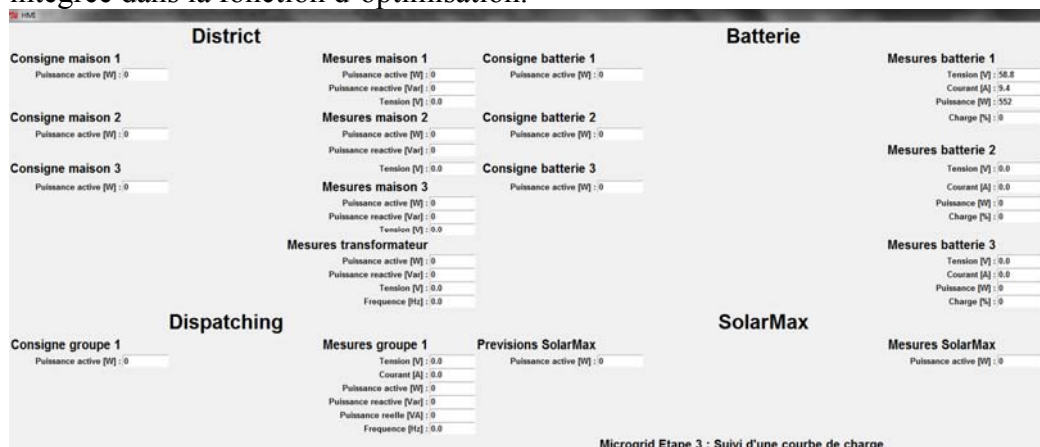 intégrée dans la fonction d'optimisation.
HMI
District
Batterie
Consigne maison 1
Puissance active [W] : 0
Mesures maison 1
Puissance active [W] : 0
Puissance reactive [Var] : 0
Tension [V] : 0.0
Consigne maison 2
Puissance active [W] : 0
Mesures maison 2
Puissance active [W] : 0
Puissance reactive [Var] : 0
Tension [V] : 0.0
Consigne maison 3
Puissance active [W] : 0
Mesures maison 3
Puissance active [W] : 0
Puissance reactive [Var] : 0
Tension [V] : 0.0
Mesures transformateur
Puissance active [W] : 0
Puissance reactive [Var] : 0
Tension [V] : 0.0
Frequence [Hz] : 0.0
Consigne batterie 1
Puissance active [W] : 0
Consigne batterie 2
Puissance active [W] : 0
Consigne batterie 3
Puissance active [W] : 0
Mesures batterie 1
Tension [V] : 58.8
Courant [A] : 9.4
Puissance [W] : 552
Charge [%] : 0
Mesures batterie 2
Tension [V] : 0.0
Courant [A] : 0.0
Puissance [W] : 0
Charge [%] : 0
Mesures batterie 3
Tension [V] : 0.0
Courant [A] : 0.0
Puissance [W] : 0
Charge [%] : 0
Dispatching
SolarMax
Consigne groupe 1
Puissance active [W] : 0
Mesures groupe 1
Tension [V] : 0.0
Courant [A] : 0.0
Puissance active [W] : 0
Puissance reactive [Var] : 0
Puissance reelle [VA] : 0
Frequence [Hz] : 0.0
Previsions SolarMax
Puissance active [W] : 0
Mesures SolarMax
Puissance active [W] : 0
Microgrid Etape 3 : Suivi d'une courbe de charge